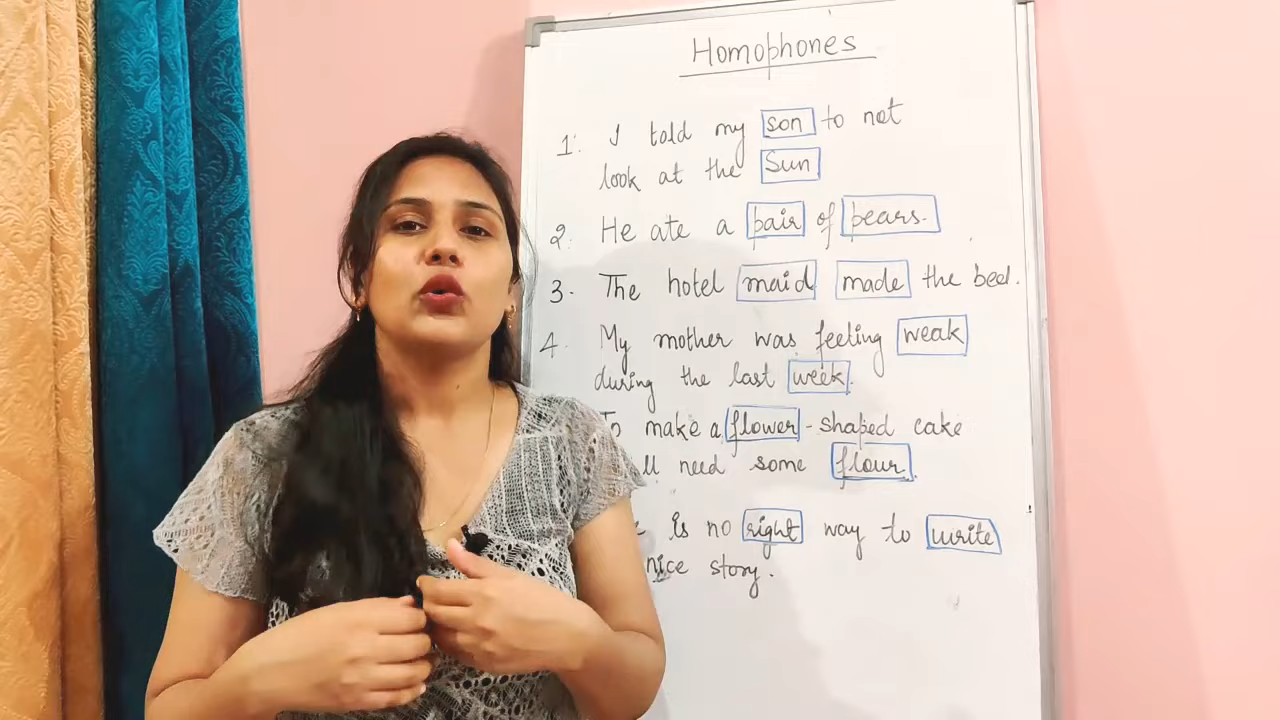 Homophones
1. I told my son to not
look at the Sun
2. He ate a pair of pears.
3. The hotel maid made the bed.
4. My mother was feeling weak
during the last week.
make a flower-shaped cake
need some flour.
is no right way to write
nice story.